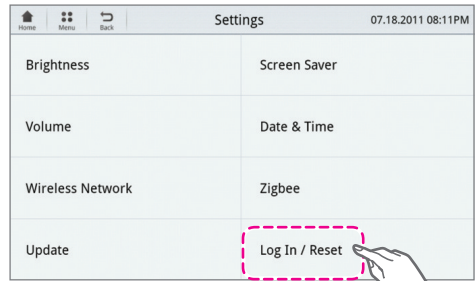 Settings
07.18.2011 08:11PM
Home Menu Back
Brightness
Screen Saver
Volume
Date & Time
Wireless Network
Zigbee
Update
Log In / Reset